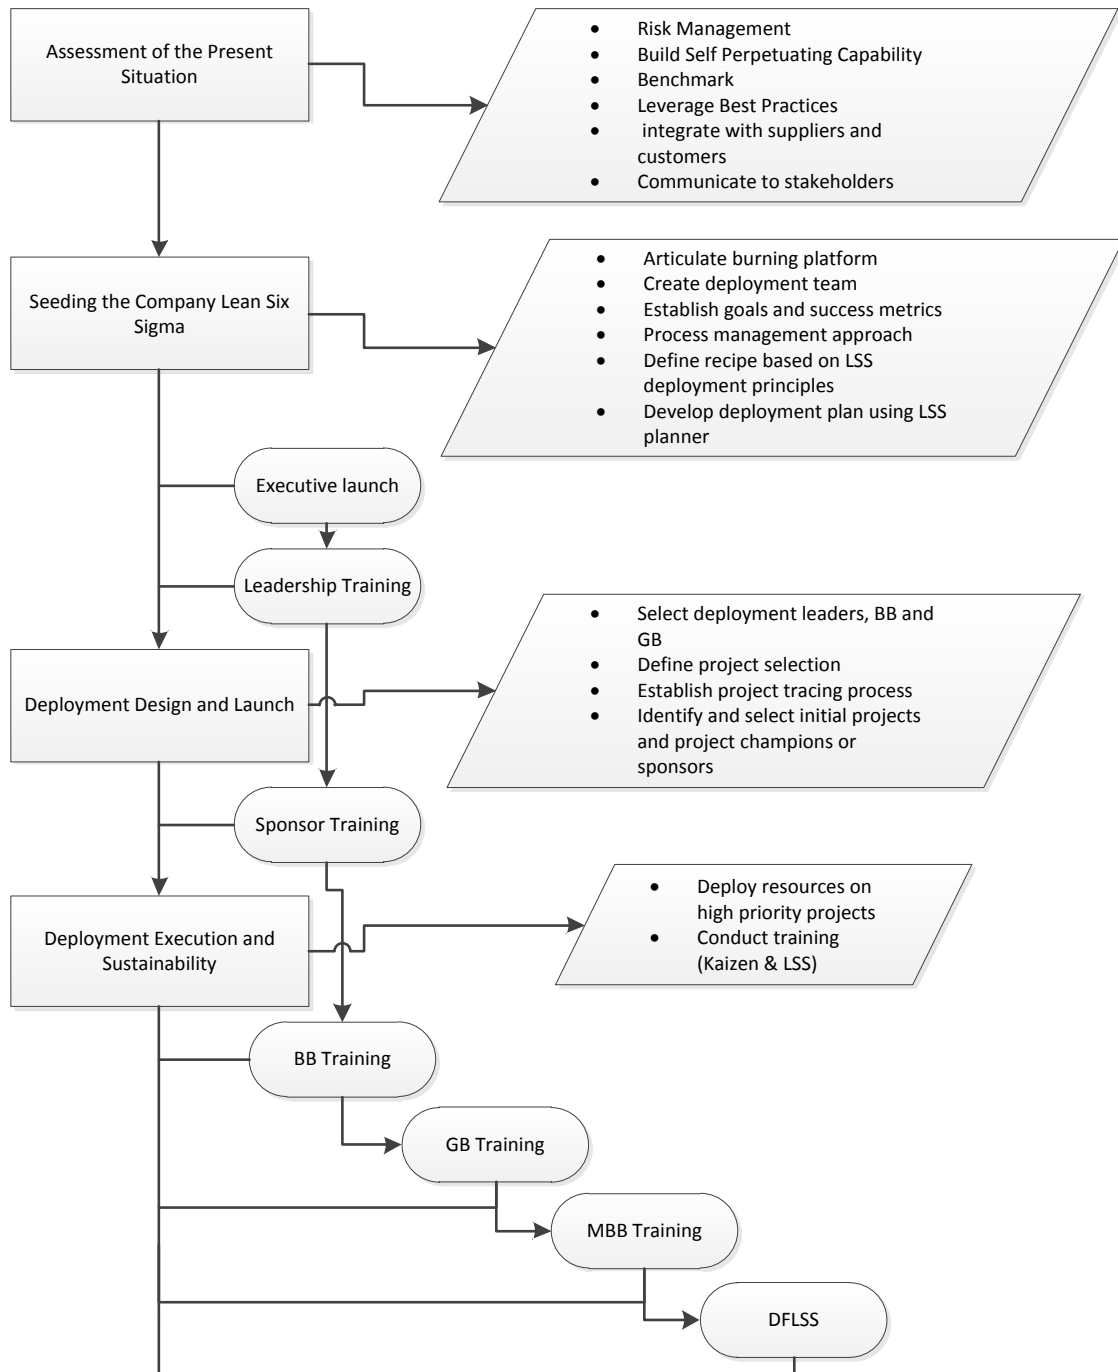 Assessment of the Present
Situation
• Risk Management
• Build Self Perpetuating Capability
• Benchmark
• Leverage Best Practices
• integrate with suppliers and
customers
• Communicate to stakeholders
Seeding the Company Lean Six
Sigma
• Articulate burning platform
• Create deployment team
• Establish goals and success metrics
• Process management approach
• Define recipe based on LSS
deployment principles
• Develop deployment plan using LSS
planner
Executive launch
Leadership Training
Deployment Design and Launch
• Select deployment leaders, BB and
GB
• Define project selection
• Establish project tracing process
• Identify and select initial projects
and project champions or
sponsors
Sponsor Training
Deployment Execution and
Sustainability
• Deploy resources on
high priority projects
• Conduct training
(Kaizen & LSS)
BB Training
GB Training
MBB Training
DFLSS